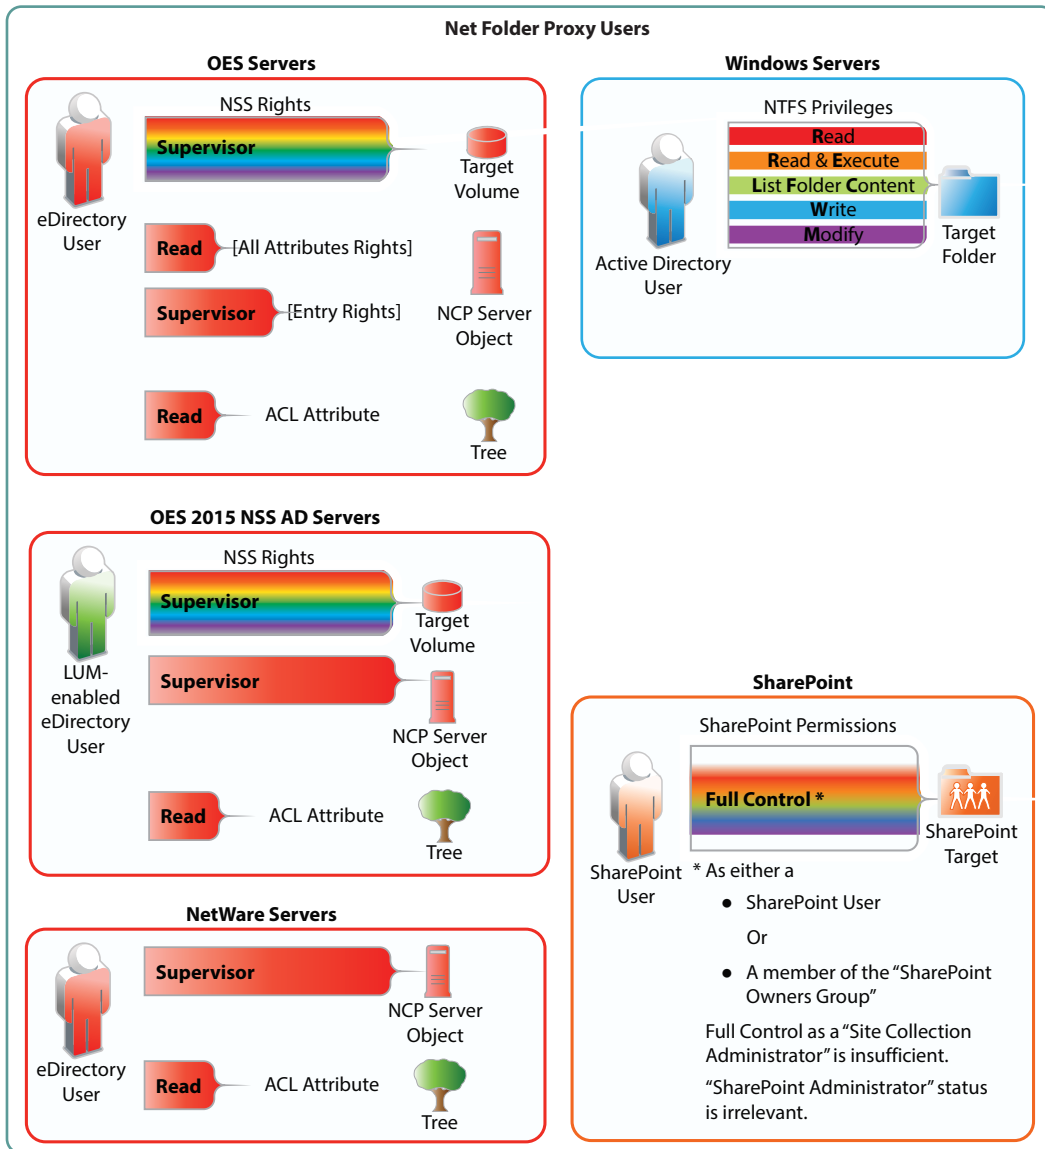 Net Folder Proxy Users
OES Servers
NSS Rights
Supervisor
Target
Volume
eDirectory
User
Read
[All Attributes Rights]
Supervisor
[Entry Rights]
NCP Server
Object
Read
ACL Attribute
Tree
Windows Servers
NTFS Privileges
Read
Read & Execute
List Folder Content
Write
Modify
Active Directory
User
Target
Folder
OES 2015 NSS AD Servers
NSS Rights
Supervisor
Target
Volume
LUM-
enabled
eDirectory
User
Supervisor
NCP Server
Object
Read
ACL Attribute
Tree
SharePoint
SharePoint Permissions
Full Control *
SharePoint
User
SharePoint
Target
* As either a
● SharePoint User
Or
● A member of the “SharePoint
Owners Group”
Full Control as a “Site Collection
Administrator” is insufficient.
“SharePoint Administrator” status
is irrelevant.
NetWare Servers
Supervisor
NCP Server
Object
eDirectory
User
Read
ACL Attribute
Tree